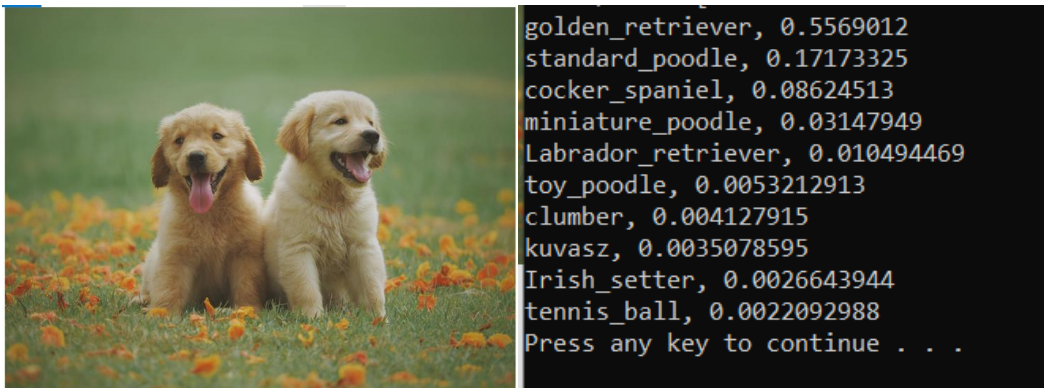 golden_retriever, 0.5569012
standard_poodle, 0.17173325
cocker_spaniel, 0.08624513
miniature_poodle, 0.03147949
Labrador_retriever, 0.010494469
toy_poodle, 0.0053212913
clumber, 0.004127915
kuvasz, 0.0035078595
Irish_setter, 0.0026643944
tennis_ball, 0.0022092988
Press any key to continue . . .